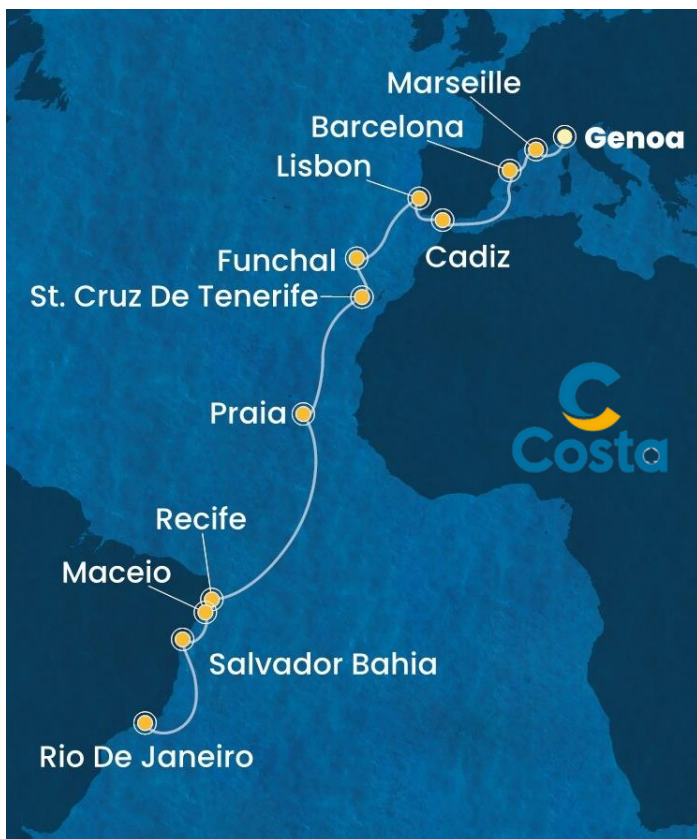 Marseille
Barcelona
Genoa
Lisbon
Cadiz
Funchal
St. Cruz De Tenerife
Praia
Costa
Recife
Maceio
Salvador Bahia
Rio De Janeiro